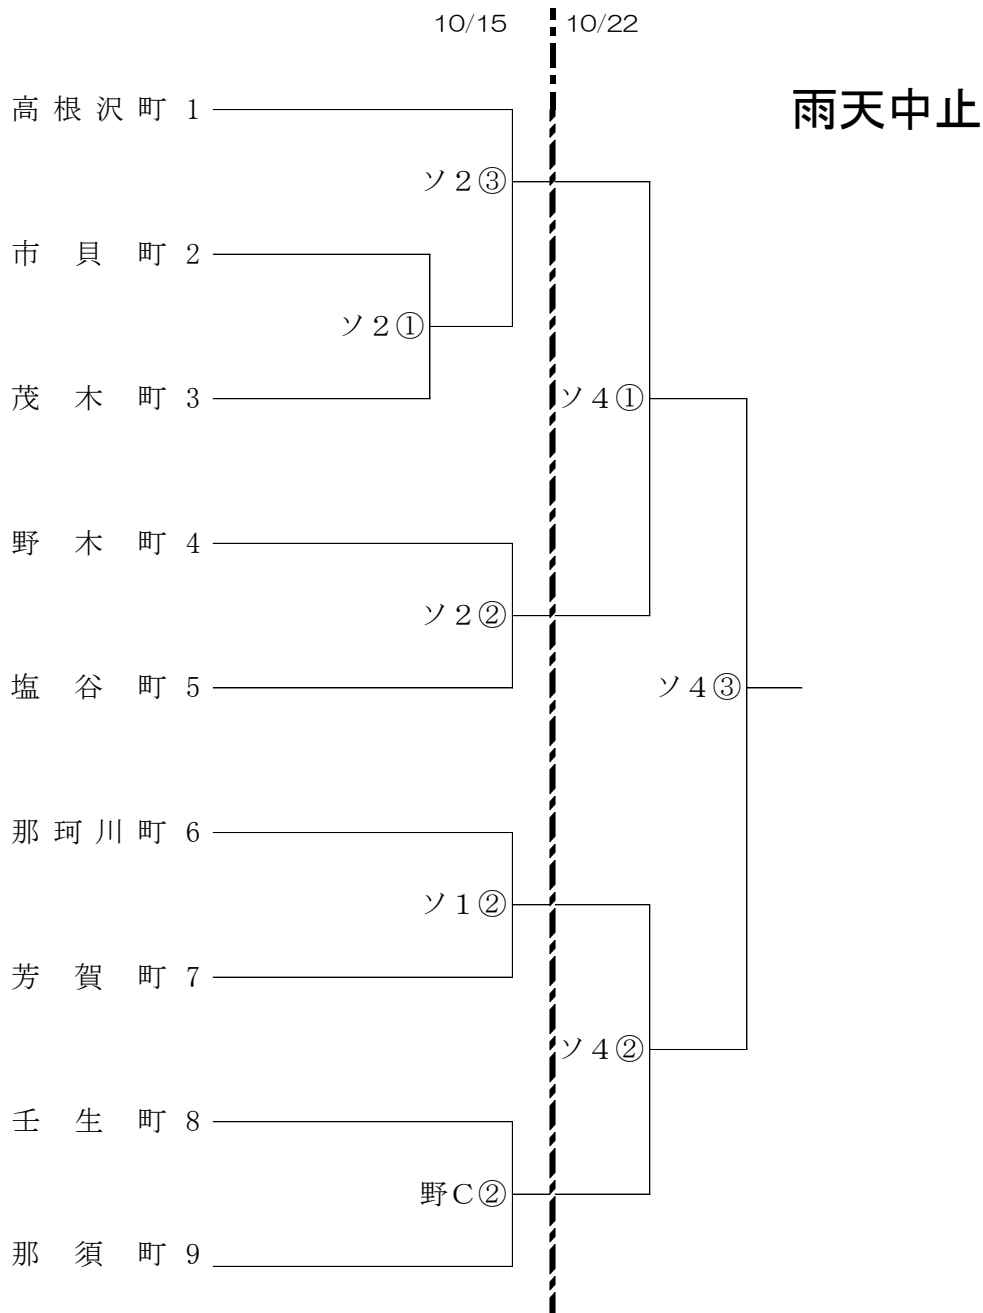 10/15 10/22
雨天中止
高根沢町 1
ソ2③
市貝町 2
ソ2①
茂木町 3
ソ4①
野木町 4
ソ2②
塩谷町 5
ソ4③
那珂川町 6
ソ1②
芳賀町 7
ソ4②
壬生町 8
野C②
那須町 9